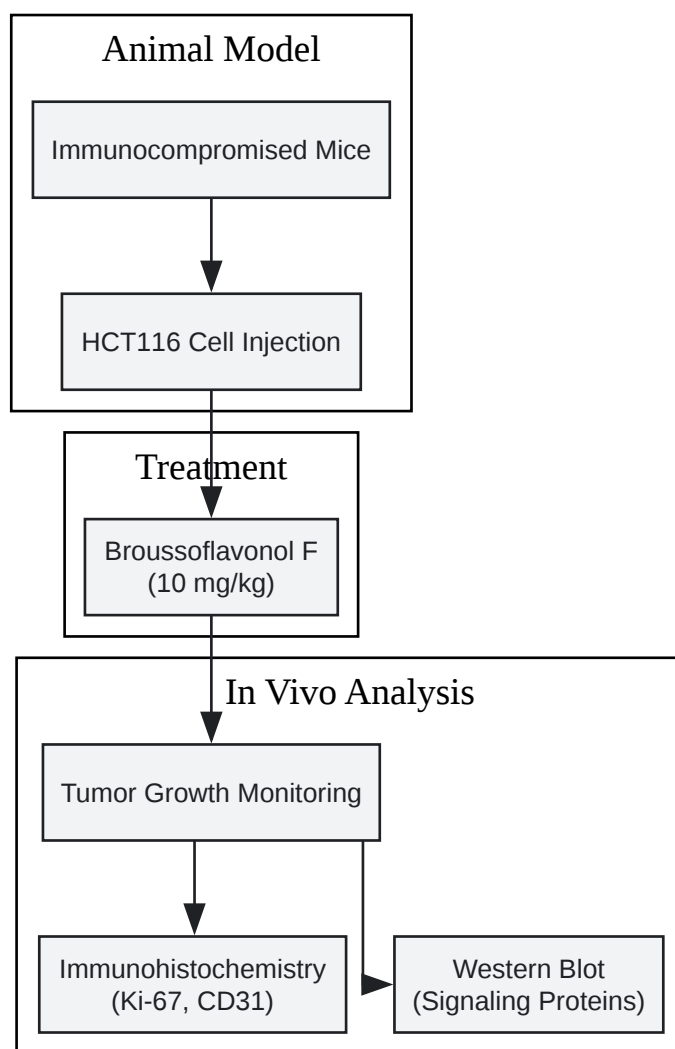 Animal Model
Immunocompromised Mice
HCT116 Cell Injection
Treatment
Broussoflavonol F
(10 mg/kg)
In Vivo Analysis
Tumor Growth Monitoring
Immunohistochemistry
(Ki-67, CD31)
Western Blot
(Signaling Proteins)